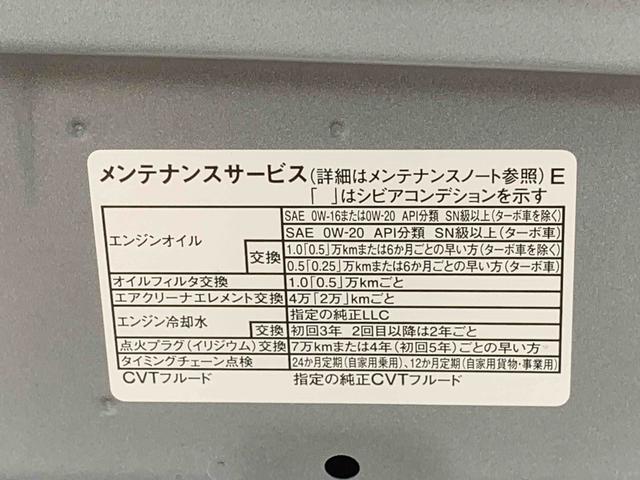 メンテナンスサービス(詳細はメンテナンスノート参照) E
「 」はシビアコンデションを示す
エンジンオイル
SAE 0W-16または0W-20 API分類 SN級以上(ターボ車を除く)
SAE 0W-20 API分類 SN級以上(ターボ車)
交換
1.0「0.5」万kmまたは6か月ごとの早い方(ターボ車を除く)
0.5「0.25」万kmまたは6か月ごとの早い方(ターボ車)
オイルフィルタ交換 1.0「0.5」万kmごと
エアクリーナエレメント交換 4万「2万」kmごと
エンジン冷却水 指定の純正LLC
交換 初回3年 2回目以降は2年ごと
点火プラグ(イリジウム)交換 7万kmまたは4年(初回5年)ごとの早い方
タイミングチェーン点検 24か月定期(自家用乗用)、12か月定期(自家用貨物・事業用)
CVTフルード 指定の純正CVTフルード